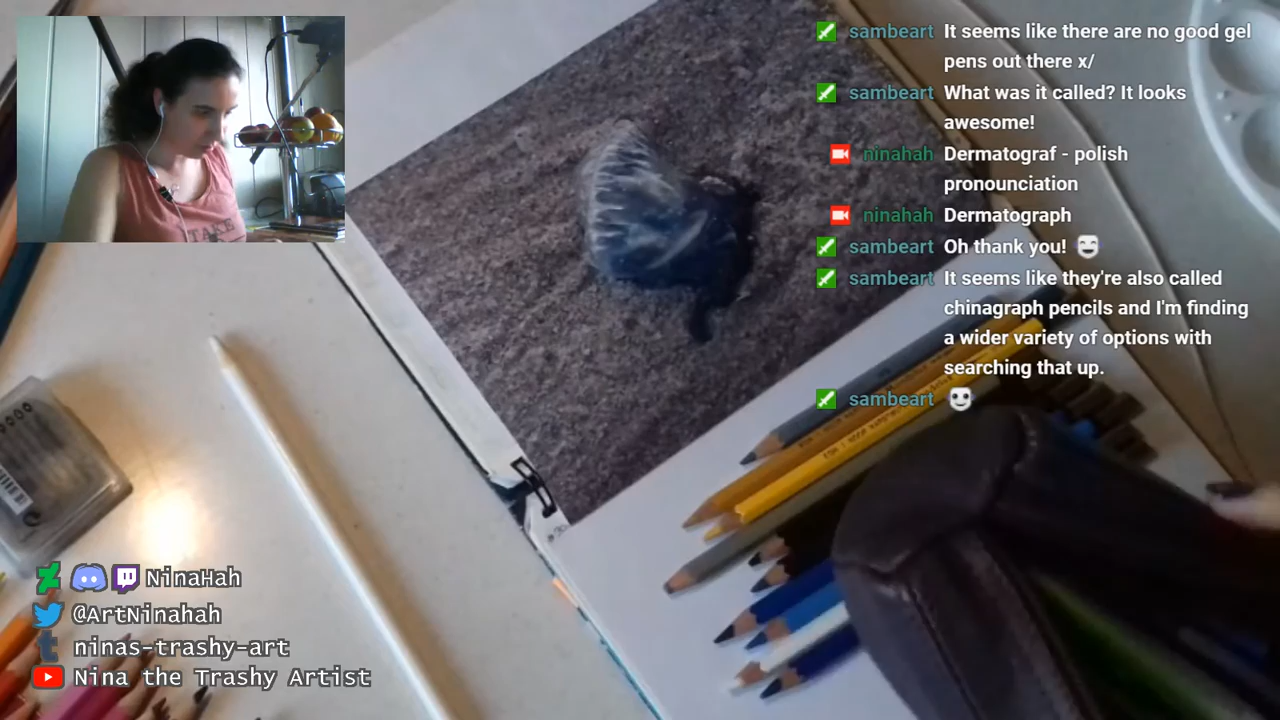 sambeart It seems like there are no good gel
pens out there x/
sambeart What was it called? It looks
awesome!
ninahah Dermatograf - polish
pronounciation
ninahah Dermatograph
sambeart Oh thank you!
sambeart It seems like they're also called
chinagraph pencils and I'm finding
a wider variety of options with
searching that up.
sambeart
TAKE
NinaHah
@ArtNinahah
ninas-trashy-art
Nina the Trashy Artist